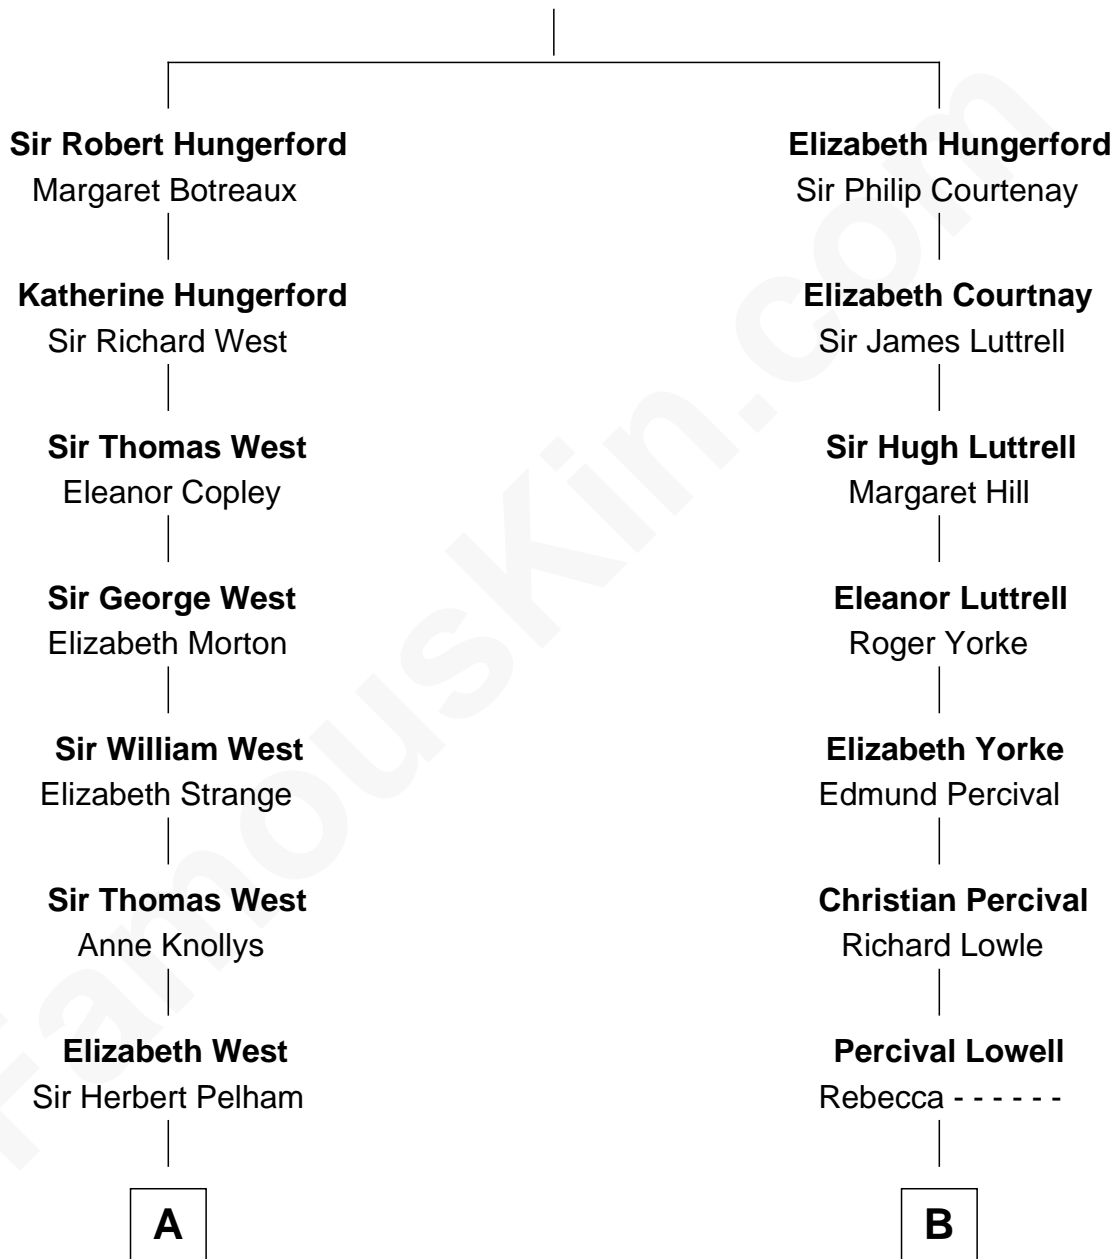 Sir Robert Hungerford
Margaret Botreaux
Katherine Hungerford
Sir Richard West
Sir Thomas West
Eleanor Copley
Sir George West
Elizabeth Morton
Sir William West
Elizabeth Strange
Sir Thomas West
Anne Knollys
Elizabeth West
Sir Herbert Pelham
A
Elizabeth Hungerford
Sir Philip Courtenay
Elizabeth Courtnay
Sir James Luttrell
Sir Hugh Luttrell
Margaret Hill
Eleanor Luttrell
Roger Yorke
Elizabeth Yorke
Edmund Percival
Christian Percival
Richard Lowle
Percival Lowell
Rebecca - - - - - -
B
FamousKin.com